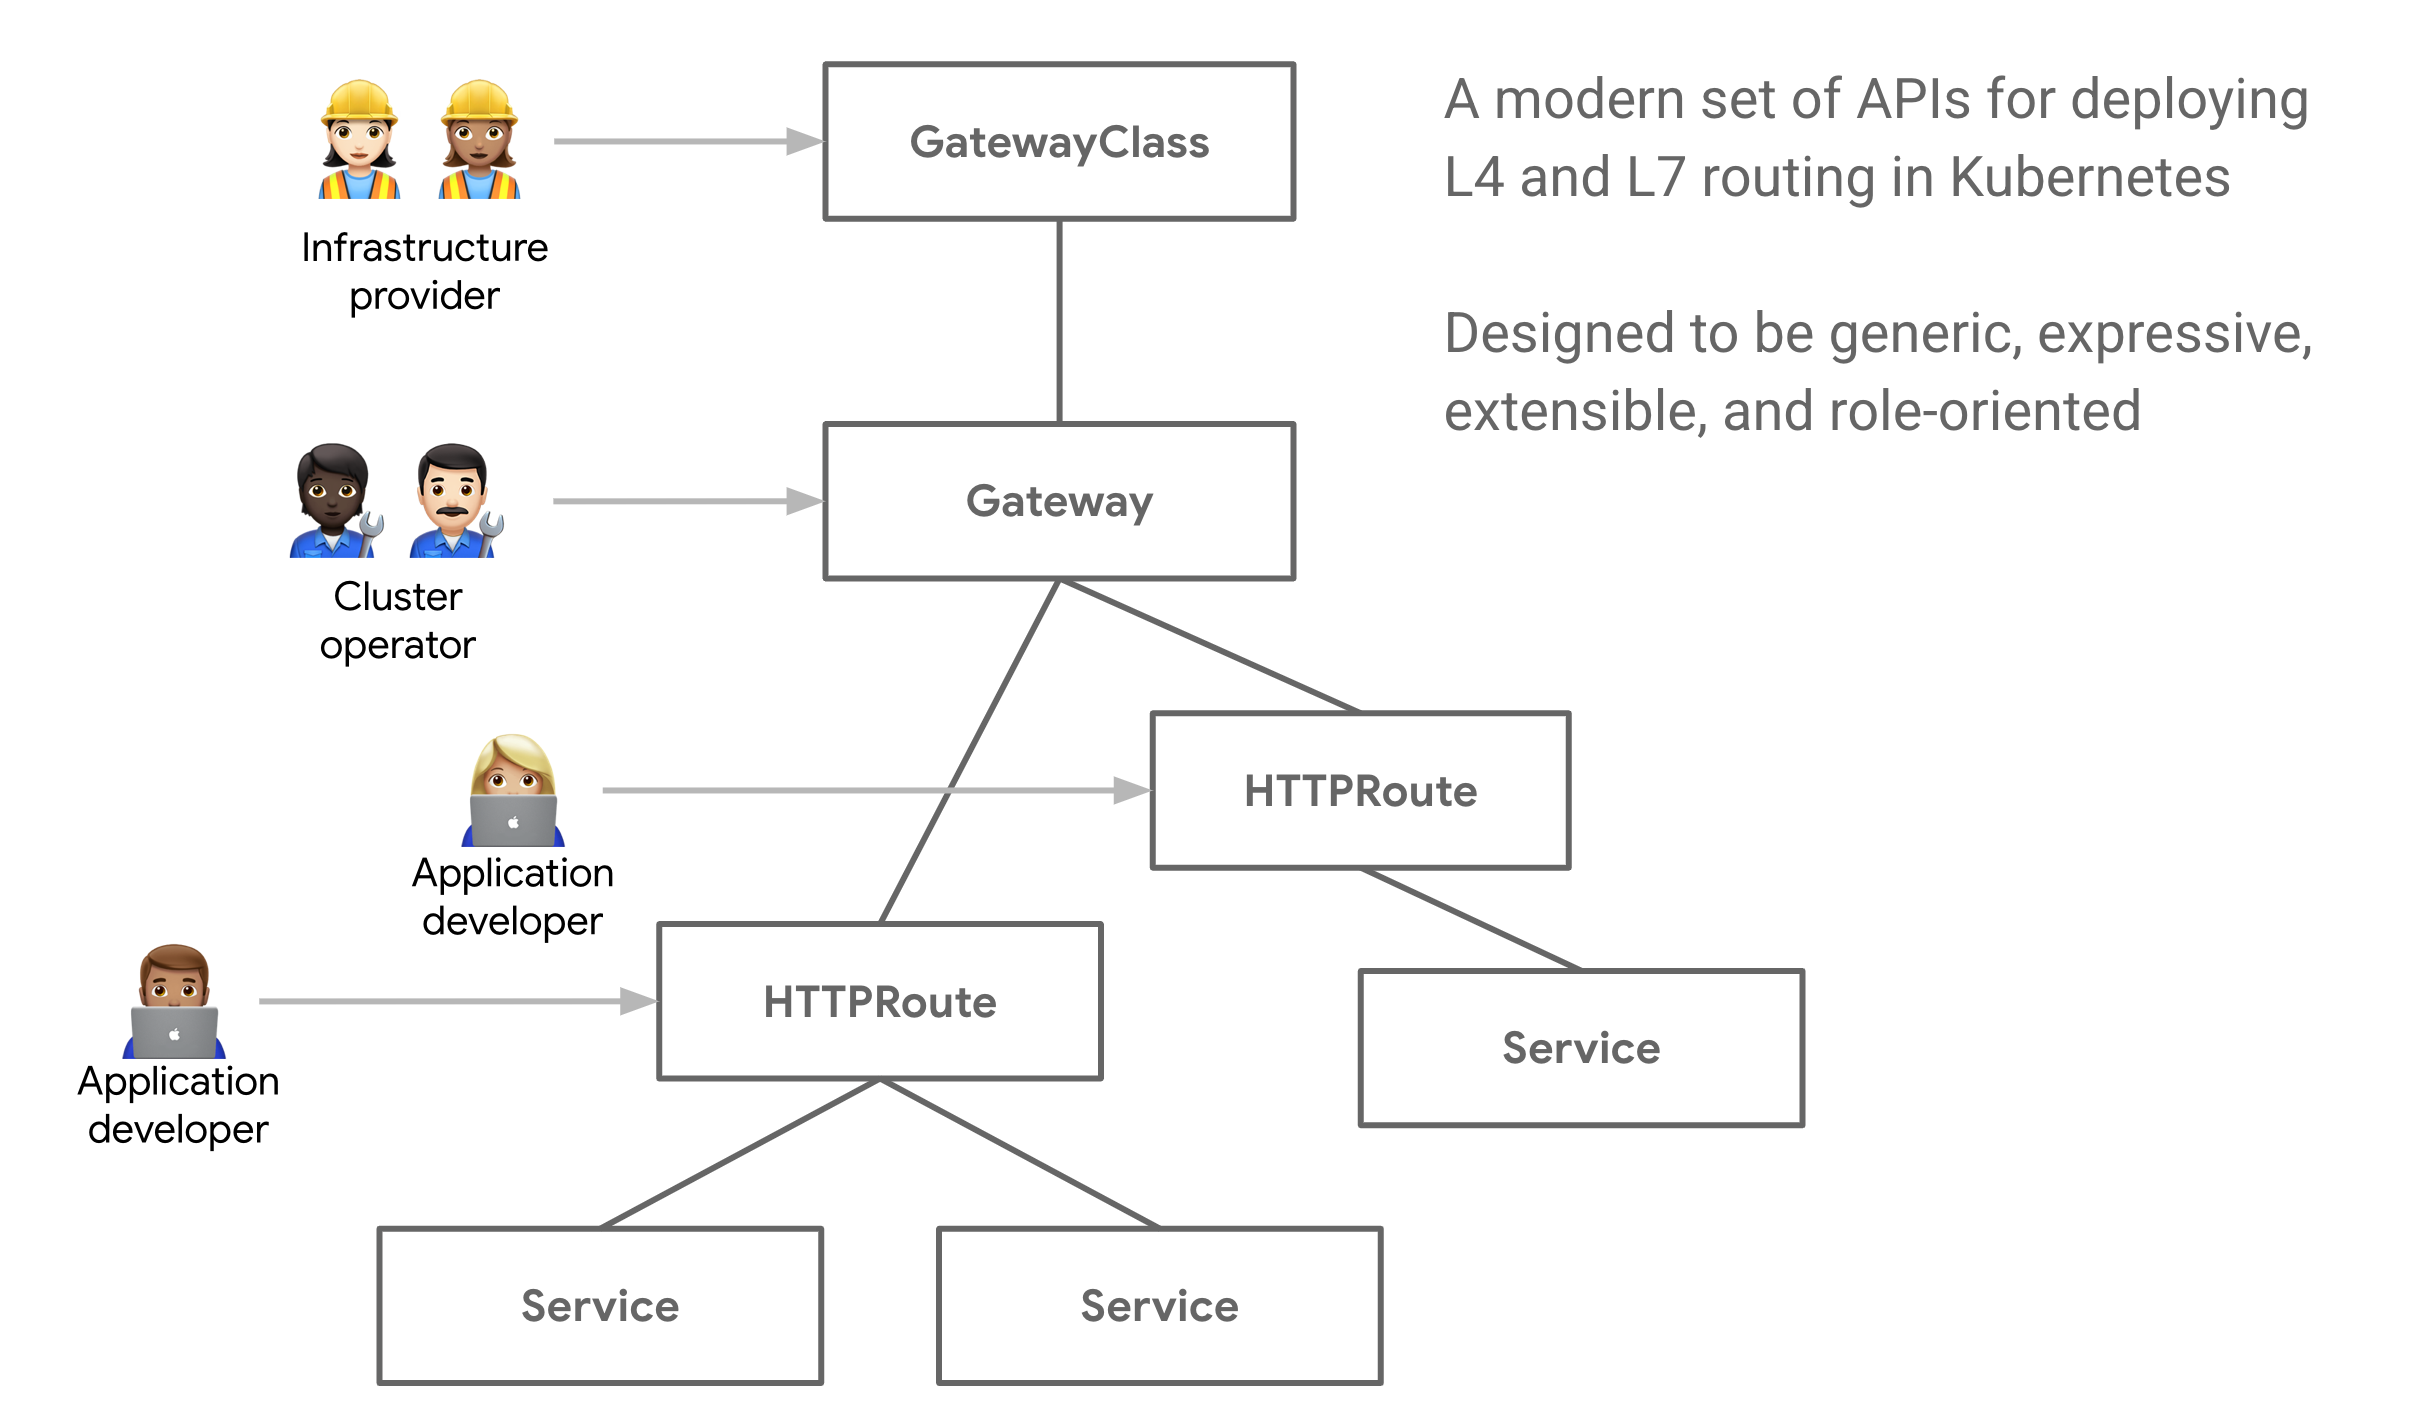 GatewayClass
A modern set of APIs for deploying
L4 and L7 routing in Kubernetes
Infrastructure
provider
Designed to be generic, expressive,
extensible, and role-oriented
Gateway
Cluster
operator
HTTPRoute
Application
developer
HTTPRoute
Service
Application
developer
Service
Service